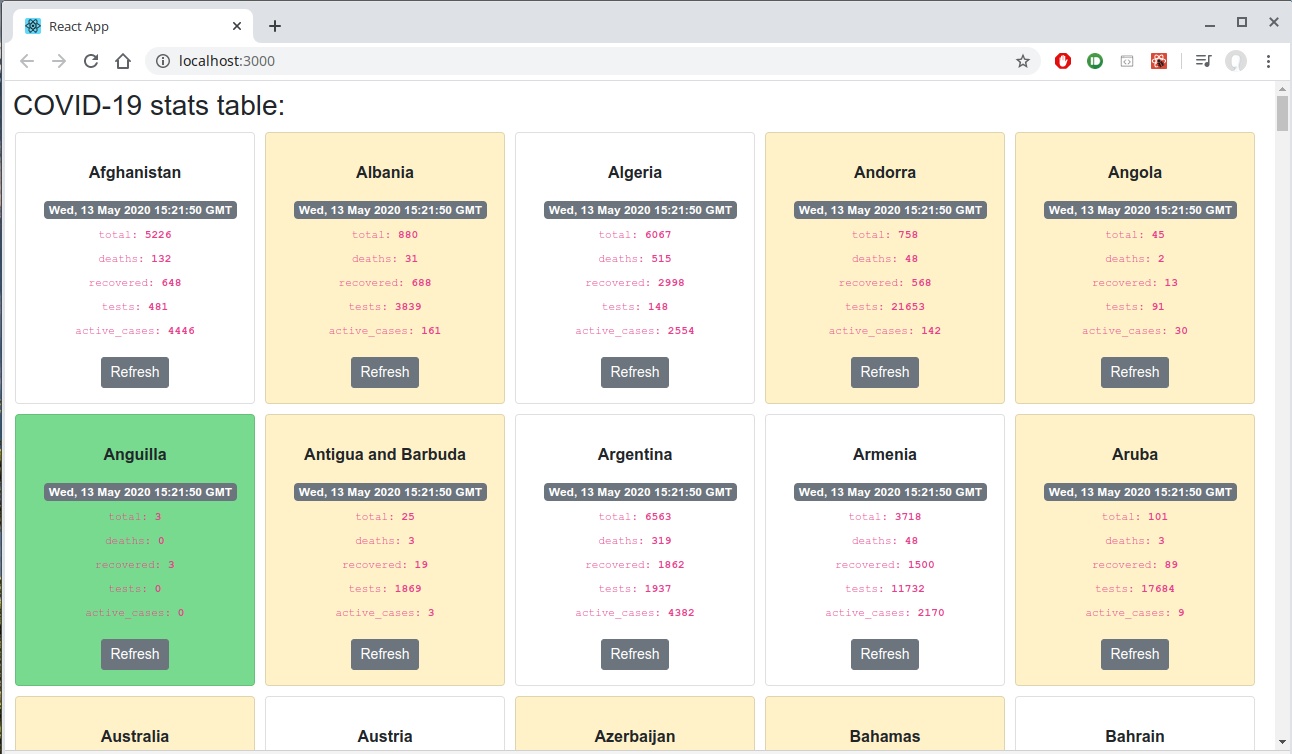 React App
localhost:3000
COVID-19 stats table:
Afghanistan
Wed, 13 May 2020 15:21:50 GMT
total: 5226
deaths: 132
recovered: 648
tests: 481
active_cases: 4446
Refresh
Albania
Wed, 13 May 2020 15:21:50 GMT
total: 880
deaths: 31
recovered: 688
tests: 3839
active_cases: 161
Refresh
Algeria
Wed, 13 May 2020 15:21:50 GMT
total: 6067
deaths: 515
recovered: 2998
tests: 148
active_cases: 2554
Refresh
Andorra
Wed, 13 May 2020 15:21:50 GMT
total: 758
deaths: 48
recovered: 568
tests: 21653
active_cases: 142
Refresh
Angola
Wed, 13 May 2020 15:21:50 GMT
total: 45
deaths: 2
recovered: 13
tests: 91
active_cases: 30
Refresh
Anguilla
Wed, 13 May 2020 15:21:50 GMT
total: 3
deaths: 0
recovered: 3
tests: 0
active_cases: 0
Refresh
Antigua and Barbuda
Wed, 13 May 2020 15:21:50 GMT
total: 25
deaths: 3
recovered: 19
tests: 1869
active_cases: 3
Refresh
Argentina
Wed, 13 May 2020 15:21:50 GMT
total: 6563
deaths: 319
recovered: 1862
tests: 1937
active_cases: 4382
Refresh
Armenia
Wed, 13 May 2020 15:21:50 GMT
total: 3718
deaths: 48
recovered: 1500
tests: 11732
active_cases: 2170
Refresh
Aruba
Wed, 13 May 2020 15:21:50 GMT
total: 101
deaths: 3
recovered: 89
tests: 17684
active_cases: 9
Refresh
Australia
Austria
Azerbaijan
Bahamas
Bahrain